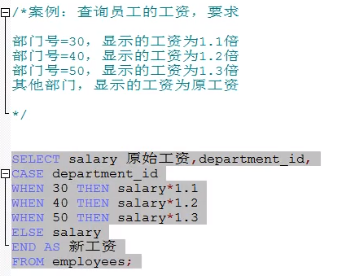 /*案例：查询员工的工资，要求
部门号=30，显示的工资为1.1倍
部门号=40，显示的工资为1.2倍
部门号=50，显示的工资为1.3倍
其他部门，显示的工资为原工资
*/
SELECT salary 原始工资,department_id,
CASE department_id
WHEN 30 THEN salary*1.1
WHEN 40 THEN salary*1.2
WHEN 50 THEN salary*1.3
ELSE salary
END AS 新工资
FROM employees;